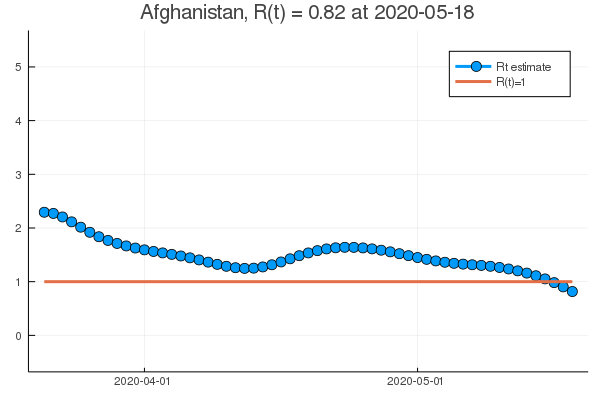 Afghanistan, R(t) = 0.82 at 2020-05-18
5
Rt estimate
R(t)=1
4
3
2
1
0
2020-04-01
2020-05-01